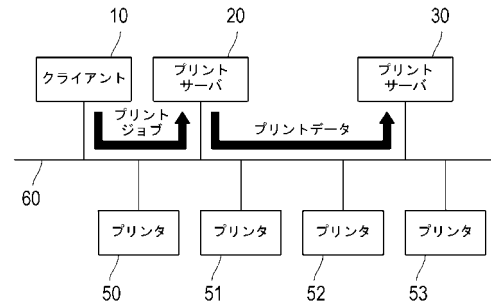 10
20
30
クライアント
プリント
サーバ
プリント
サーバ
プリント
ジョブ
プリントデータ
60
プリンタ
プリンタ
プリンタ
プリンタ
50
51
52
53